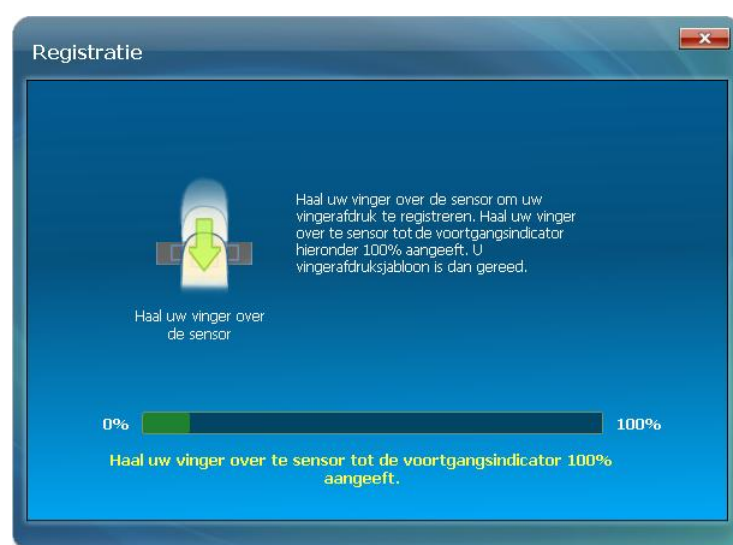 Registratie
Haal uw vinger over de sensor om uw
vingerafdruk te registreren. Haal uw vinger
over te sensor tot de voortgangsindicator
hieronder 100% aangeeft. U
vingerafdruksjabloon is dan gereed.
Haal uw vinger over
de sensor
0% 100%
Haal uw vinger over te sensor tot de voortgangsindicator 100%
aangeeft.